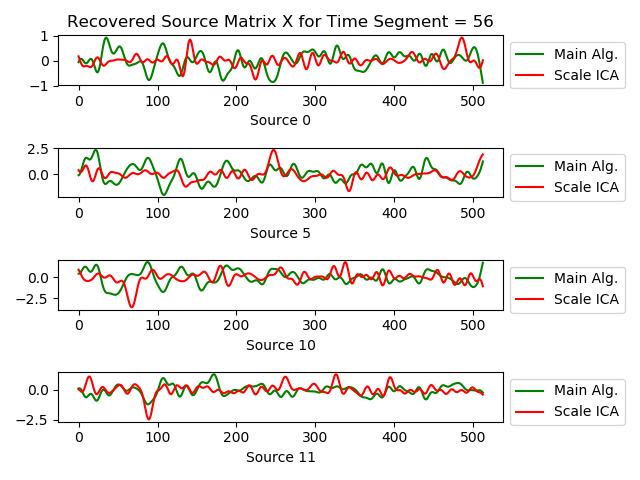 Recovered Source Matrix X for Time Segment = 56
1
0
−1
0 100 200 300 400 500
Source 0
Main Alg.
Scale ICA
2.5
0.0
0 100 200 300 400 500
Source 5
Main Alg.
Scale ICA
0.0
−2.5
0 100 200 300 400 500
Source 10
Main Alg.
Scale ICA
0.0
−2.5
0 100 200 300 400 500
Source 11
Main Alg.
Scale ICA